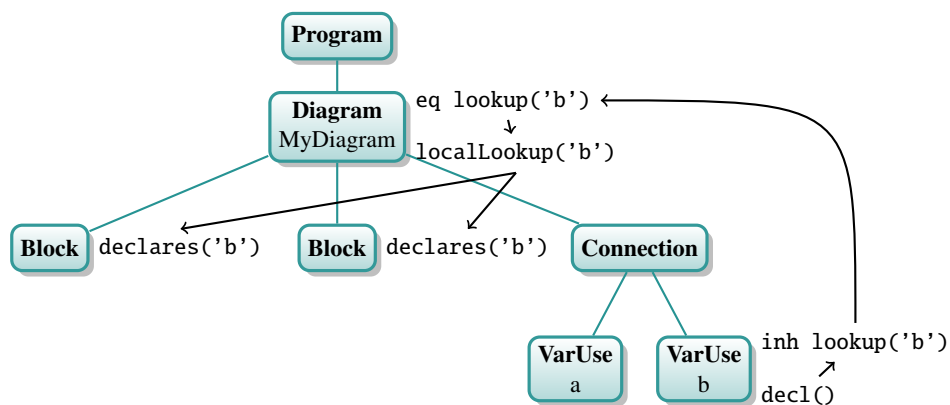 Program
Diagram
MyDiagram
eq lookup('b')
localLookup('b')
Block declares('b')
Block declares('b')
Connection
VarUse
a
VarUse
b
inh lookup('b')
decl()